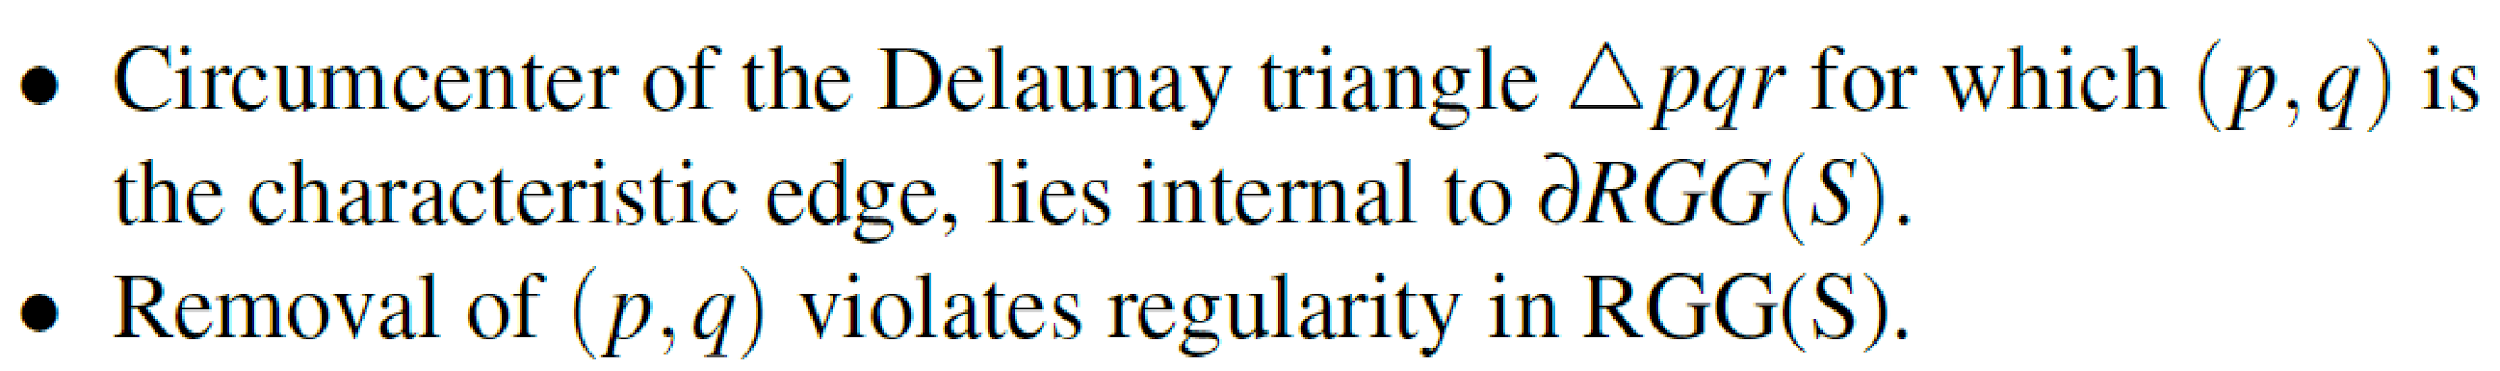 • Circumcenter of the Delaunay triangle △pqr for which (p,q) is
the characteristic edge, lies internal to ∂RGG(S).
• Removal of (p,q) violates regularity in RGG(S).